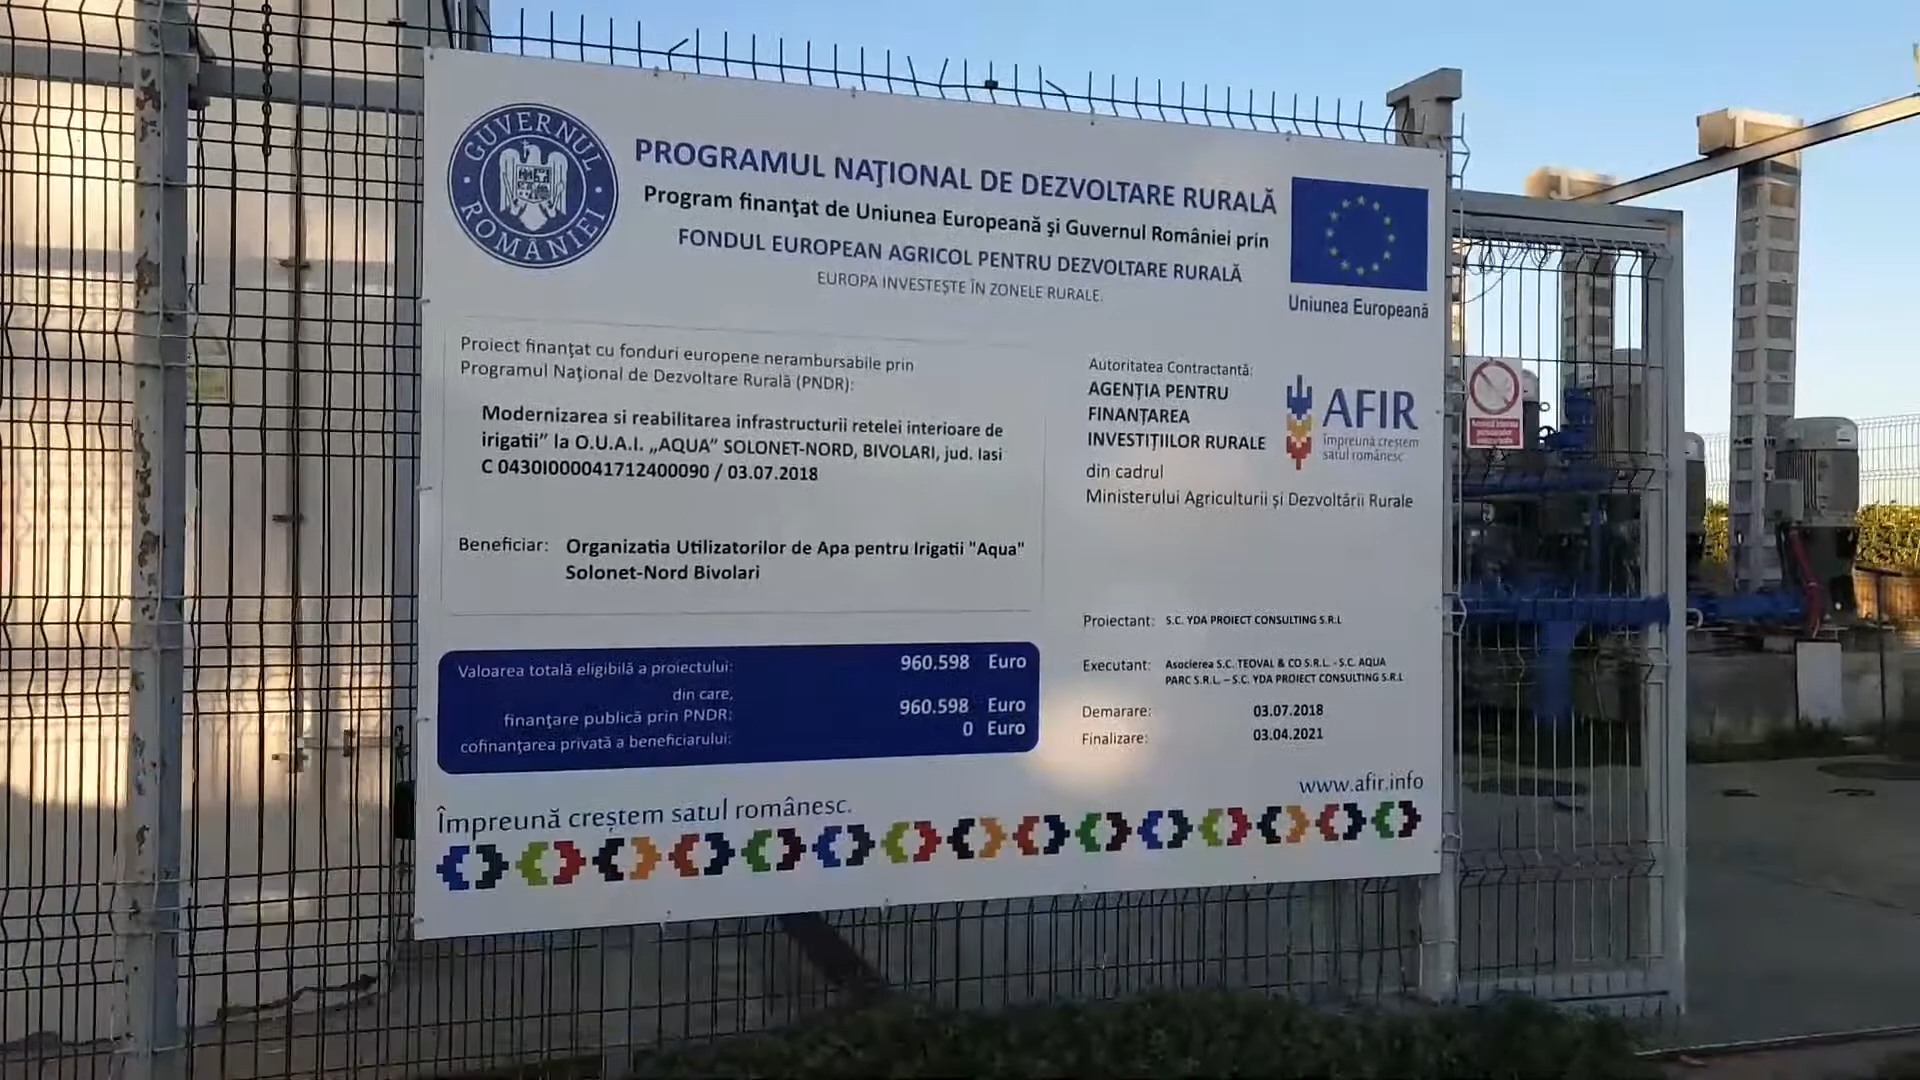 GUVERNUL ROMÂNIEI
PROGRAMUL NAŢIONAL DE DEZVOLTARE RURALĂ
Program finanţat de Uniunea Europeană şi Guvernul României prin
FONDUL EUROPEAN AGRICOL PENTRU DEZVOLTARE RURALĂ
EUROPA INVESTEȘTE ÎN ZONELE RURALE.
Uniunea Europeană
Proiect finanţat cu fonduri europene nerambursabile prin
Programul Naţional de Dezvoltare Rurală (PNDR):
Modernizarea si reabilitarea infrastructurii retelei interioare de
irigatii” la O.U.A.I. „AQUA” SOLONET-NORD, BIVOLARI, jud. Iasi
C 0430I000041712400090 / 03.07.2018
Beneficiar: Organizatia Utilizatorilor de Apa pentru Irigatii "Aqua"
Solonet-Nord Bivolari
Valoarea totală eligibilă a proiectului: 960.598 Euro
din care,
finanţare publică prin PNDR: 960.598 Euro
cofinanţarea privată a beneficiarului: 0 Euro
Autoritatea Contractantă:
AGENȚIA PENTRU
FINANȚAREA
INVESTIȚIILOR RURALE
din cadrul
Ministerului Agriculturii și Dezvoltării Rurale
AFIR
împreună creștem
satul românesc
Proiectant: S.C. YDA PROIECT CONSULTING S.R.L
Executant: Asocierea S.C. TEOVAL & CO S.R.L. - S.C. AQUA
PARC S.R.L. – S.C. YDA PROIECT CONSULTING S.R.L
Demarare: 03.07.2018
Finalizare: 03.04.2021
www.afir.info
Împreună creștem satul românesc.